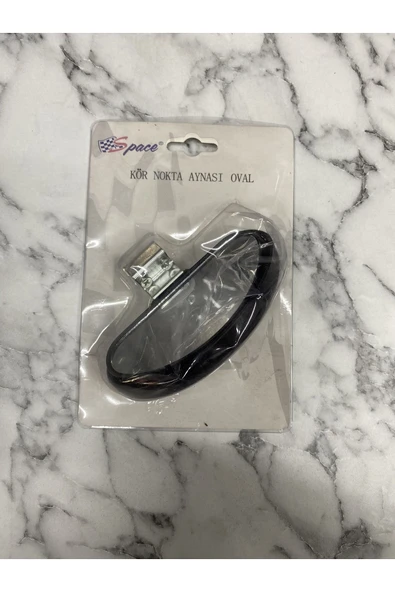 Space®
KÖR NOKTA AYNASI OVAL